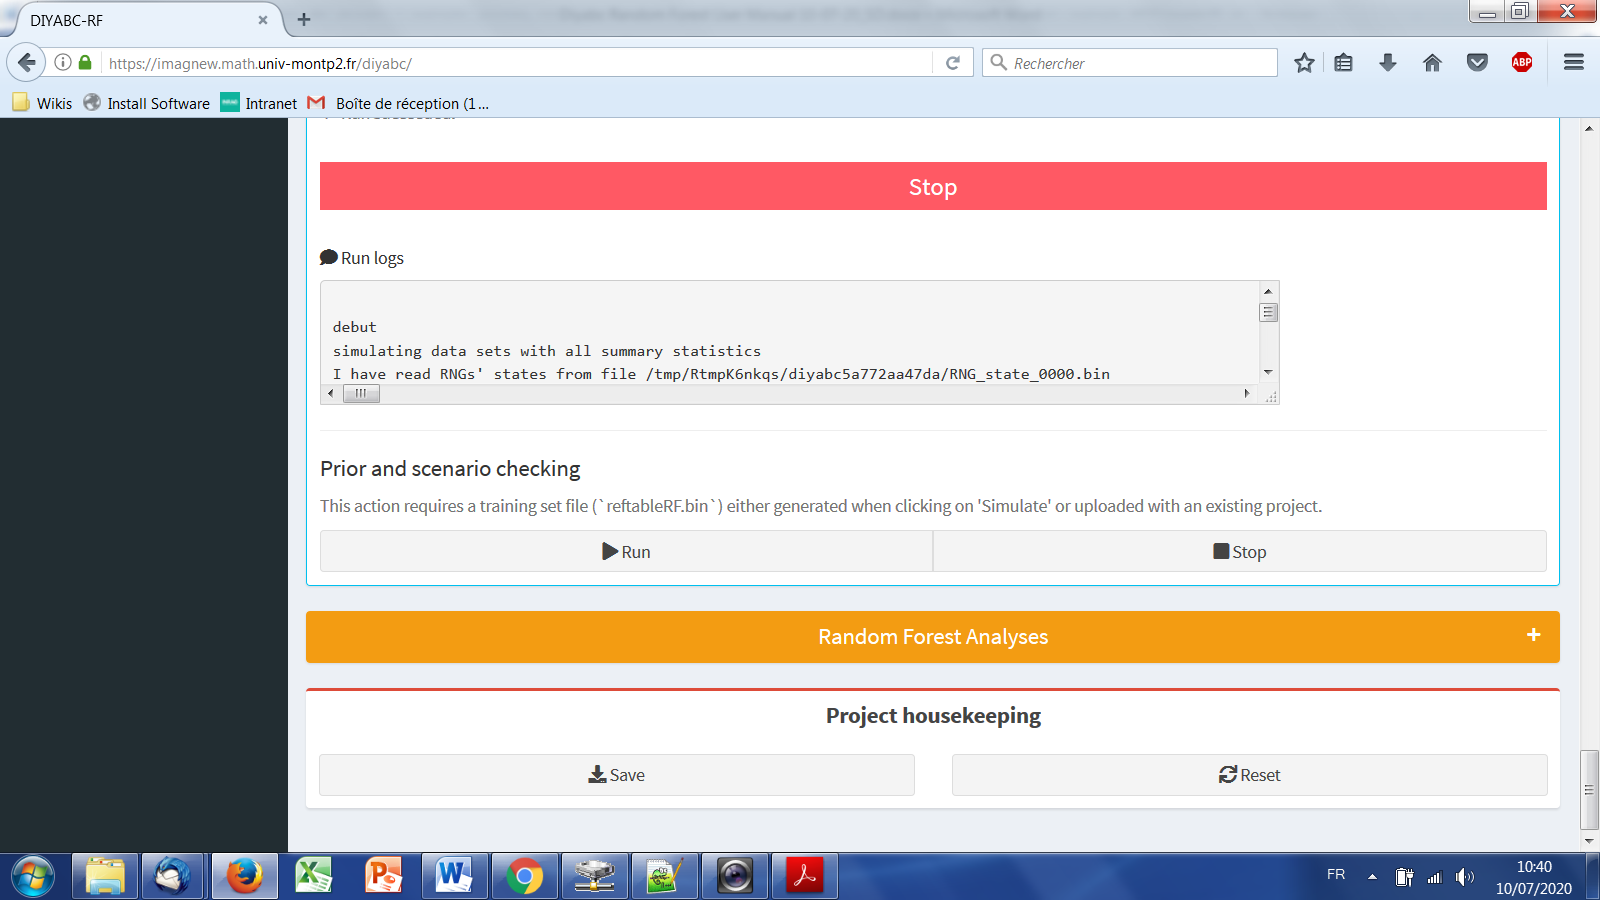 DIYABC-RF
https://imagnew.math.univ-montp2.fr/diyabc/
Rechercher
ABP
Wikis
Install Software
Intranet
Boîte de réception (1 ...
Stop
Run logs
debut
simulating data sets with all summary statistics
I have read RNGs' states from file /tmp/RtmpK6nkqs/diyabc5a772aa47da/RNG_state_0000.bin
Prior and scenario checking
This action requires a training set file (`reftableRF.bin`) either generated when clicking on 'Simulate' or uploaded with an existing project.
Run
Stop
Random Forest Analyses
Project housekeeping
Save
Reset
FR
10:40
10/07/2020